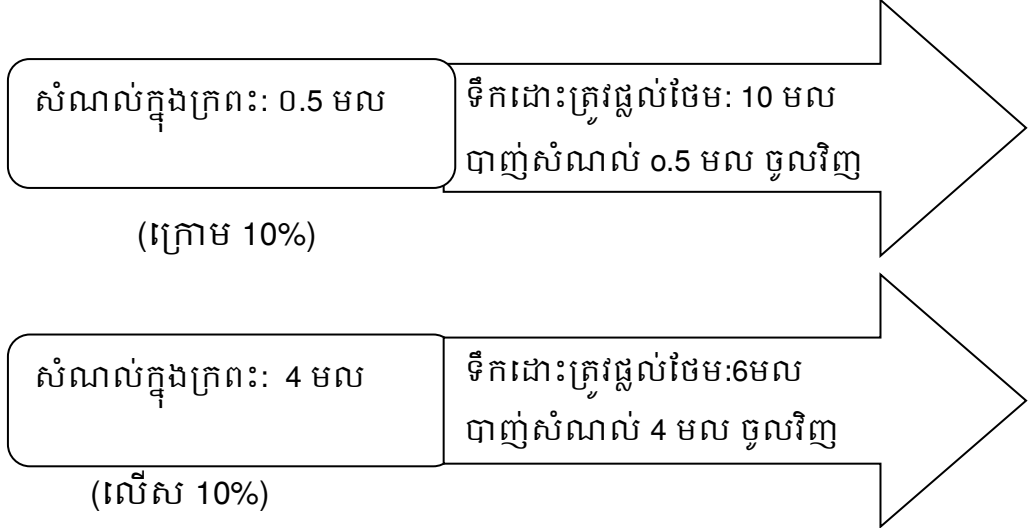 សំណល់ក្នុងក្រពះ: 0.5 មល
ទឹកដោះត្រូវផ្តល់ថែម: 10 មល
បាញ់សំណល់ o.5 មល ចូលវិញ
(ក្រោម 10%)
សំណល់ក្នុងក្រពះ: 4 មល
ទឹកដោះត្រូវផ្តល់ថែម:6មល
បាញ់សំណល់ 4 មល ចូលវិញ
(លើស 10%)